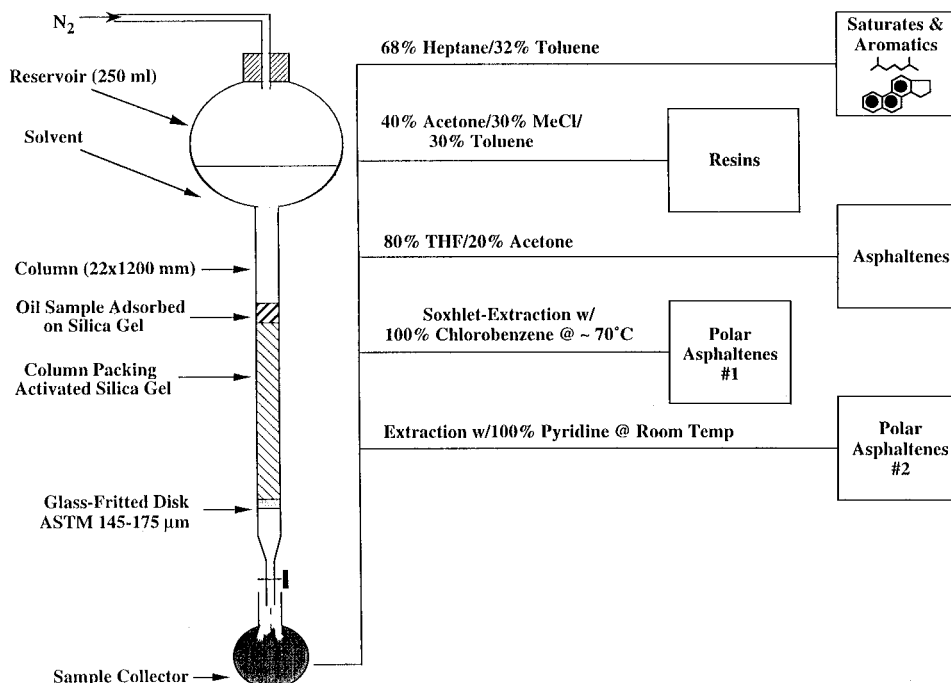 N2
Reservoir (250 ml)
Solvent
Column (22x1200 mm)
Oil Sample Adsorbed
on Silica Gel
Column Packing
Activated Silica Gel
Glass-Fritted Disk
ASTM 145-175 µm
Sample Collector
68% Heptane/32% Toluene
Saturates &
Aromatics
40% Acetone/30% MeCl/
30% Toluene
Resins
80% THF/20% Acetone
Asphaltenes
Soxhlet-Extraction w/
100% Chlorobenzene @ ~ 70°C
Polar
Asphaltenes
#1
Extraction w/100% Pyridine @ Room Temp
Polar
Asphaltenes
#2